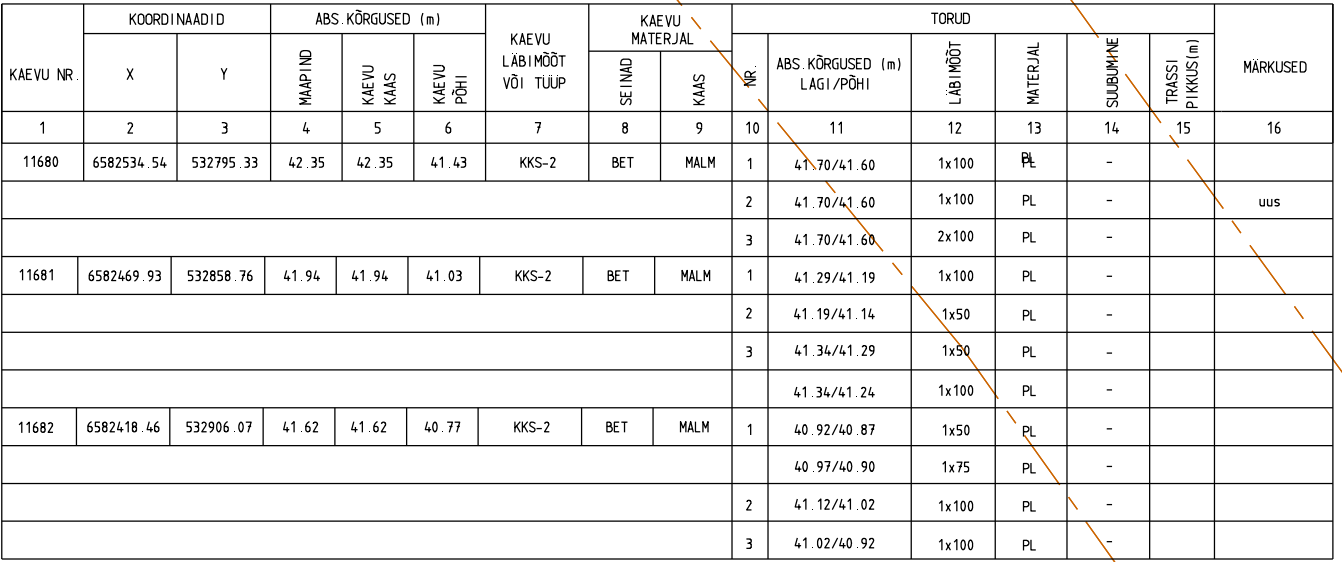 KAEVU NR. KOORDINAADID ABS.KÕRGUSED (m) KAEVU LÄBIMÕÕT VÕI TÜÜP KAEVU MATERJAL TORUD MÄRKUSED
X Y MAAPIND KAEVU KAAS KAEVU PÕHI SEINAD KAAS NR. ABS.KÕRGUSED (m) LAGI/PÕHI LÄBIMÕÕT MATERJAL SUUBUMINE TRASSI PIKKUS(m)
1 2 3 4 5 6 7 8 9 10 11 12 13 14 15 16
11680 6582534.54 532795.33 42.35 42.35 41.43 KKS-2 BET MALM 1 41.70/41.60 1x100 PL -
2 41.70/41.60 1x100 PL - uus
3 41.70/41.60 2x100 PL -
11681 6582469.93 532858.76 41.94 41.94 41.03 KKS-2 BET MALM 1 41.29/41.19 1x100 PL -
2 41.19/41.14 1x50 PL -
3 41.34/41.29 1x50 PL -
41.34/41.24 1x100 PL -
11682 6582418.46 532906.07 41.62 41.62 40.77 KKS-2 BET MALM 1 40.92/40.87 1x50 PL -
40.97/40.90 1x75 PL -
2 41.12/41.02 1x100 PL -
3 41.02/40.92 1x100 PL -